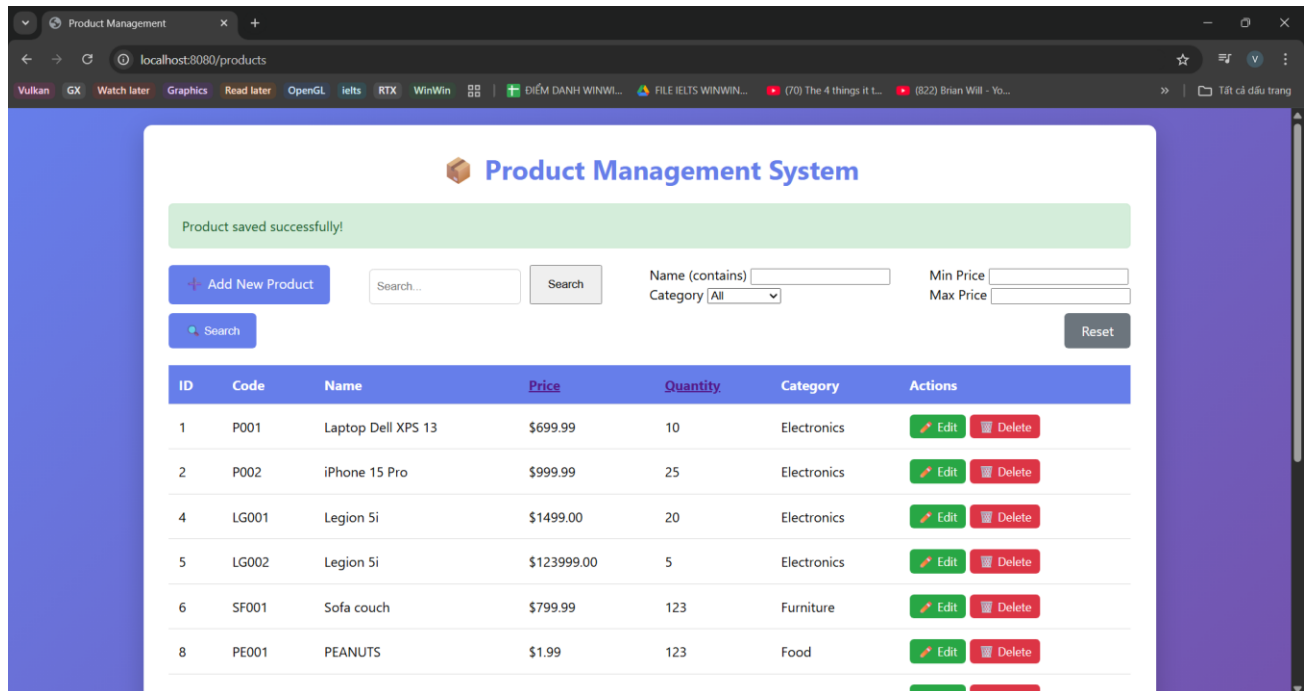 Product Management
localhost:8080/products
V
Vulkan GX Watch later Graphics Read later OpenGL ielts RTX WinWin ĐIỂM DANH WINWI... FILE IELTS WINWIN... (70) The 4 things it t... (822) Brian Will - Yo... » Tất cả dấu trang
Product Management System
Product saved successfully!
Add New Product Search... Search Name (contains) Min Price
Category All Max Price
Search Reset
ID Code Name Price Quantity Category Actions
1 P001 Laptop Dell XPS 13 $699.99 10 Electronics Edit Delete
2 P002 iPhone 15 Pro $999.99 25 Electronics Edit Delete
4 LG001 Legion 5i $1499.00 20 Electronics Edit Delete
5 LG002 Legion 5i $123999.00 5 Electronics Edit Delete
6 SF001 Sofa couch $799.99 123 Furniture Edit Delete
8 PE001 PEANUTS $1.99 123 Food Edit Delete